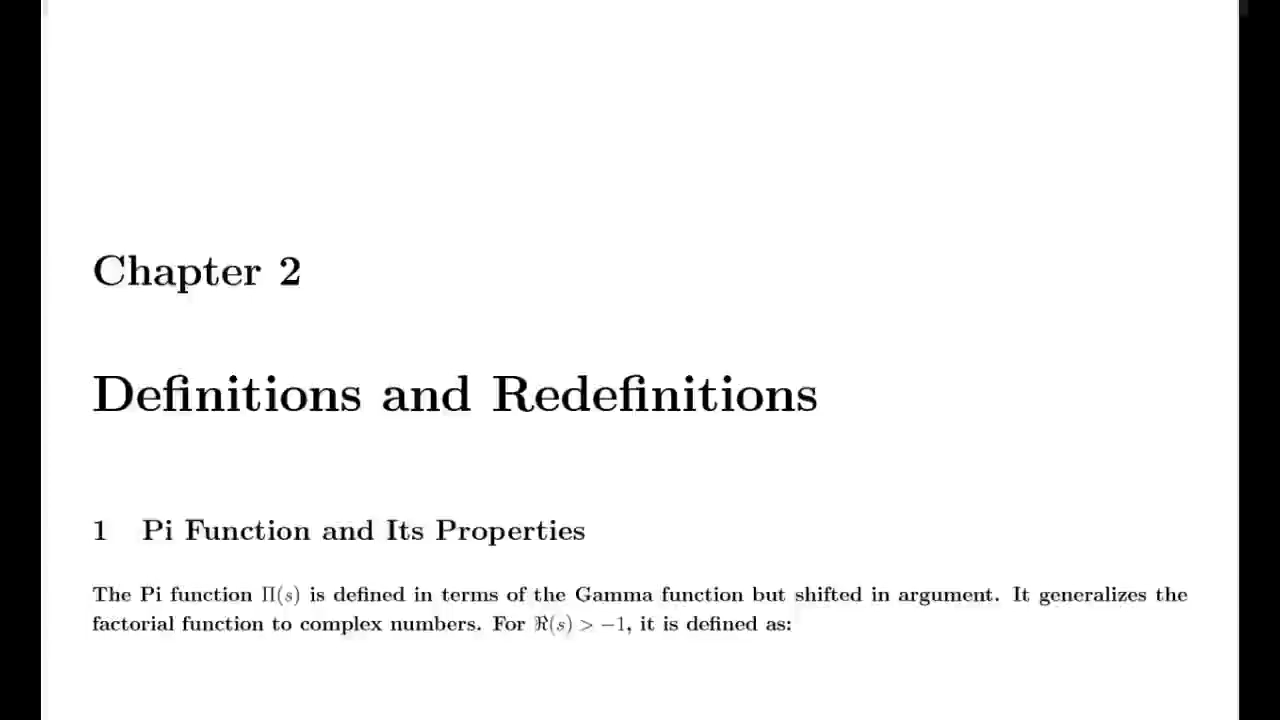 Chapter 2
Definitions and Redefinitions
1 Pi Function and Its Properties
The Pi function Π(s) is defined in terms of the Gamma function but shifted in argument. It generalizes the
factorial function to complex numbers. For ℜ(s) > −1, it is defined as: